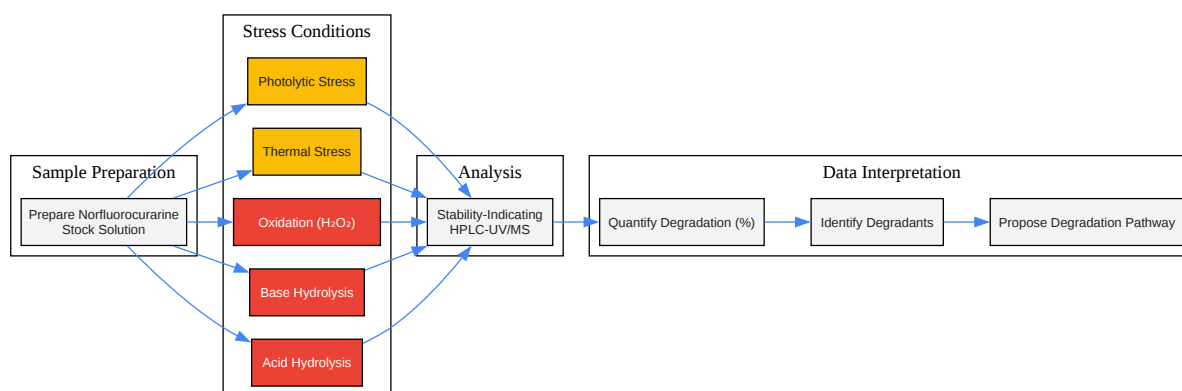 Sample Preparation
Prepare Norfluorocurarine
Stock Solution
Stress Conditions
Photolytic Stress
Thermal Stress
Oxidation (H₂O₂)
Base Hydrolysis
Acid Hydrolysis
Analysis
Stability-Indicating
HPLC-UV/MS
Data Interpretation
Quantify Degradation (%)
Identify Degradants
Propose Degradation Pathway